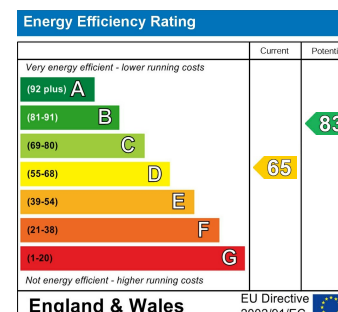 Energy Efficiency Rating
Current
Very energy efficient - lower running costs
(92 plus) A
(81-91) B
83
(69-80) C
(55-68) D
65
(39-54) E
(21-38) F
(1-20) G
Not energy efficient - higher running costs
England & Wales
EU Directive